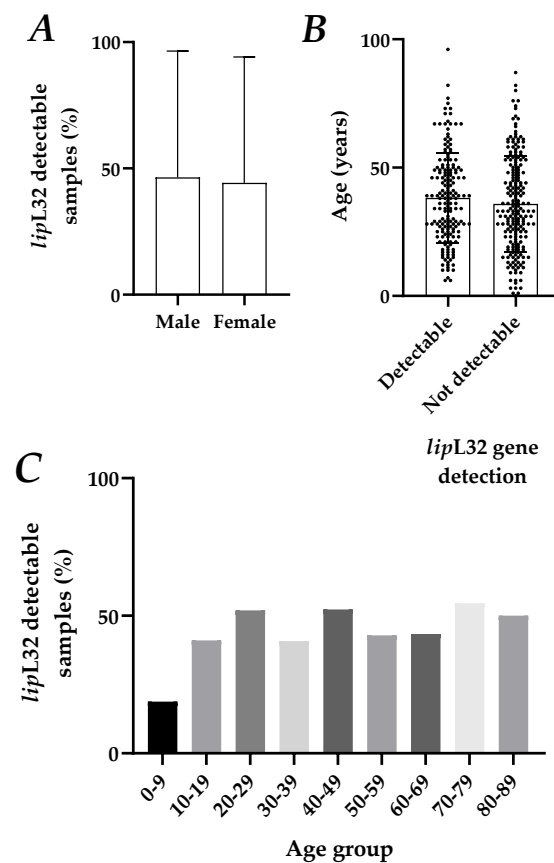 A
lipL32 detectable
samples (%)
100
50
0
Male Female
B
Age (years)
100
50
0
Detectable
Not detectable
lipL32 gene
detection
C
lipL32 detectable
samples (%)
100
50
0
0-9
10-19
20-29
30-39
40-49
50-59
60-69
70-79
80-89
Age group